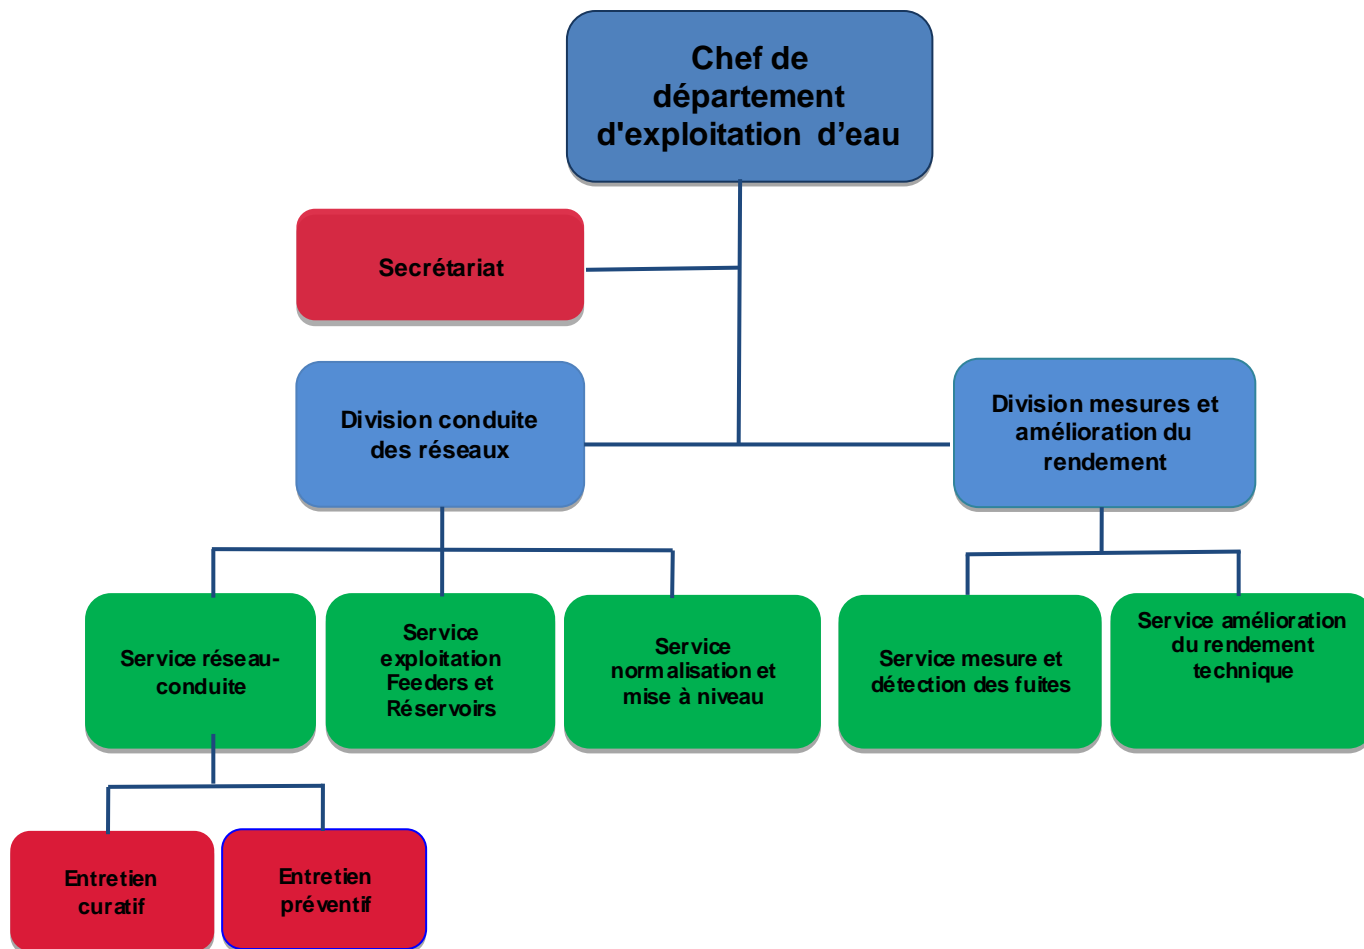 Chef de
département
d'exploitation d’eau
Secrétariat
Division conduite
des réseaux
Division mesures et
amélioration du
rendement
Service réseau-
conduite
Service
exploitation
Feeders et
Réservoirs
Service
normalisation et
mise à niveau
Service mesure et
détection des fuites
Service amélioration
du rendement
technique
Entretien
curatif
Entretien
préventif